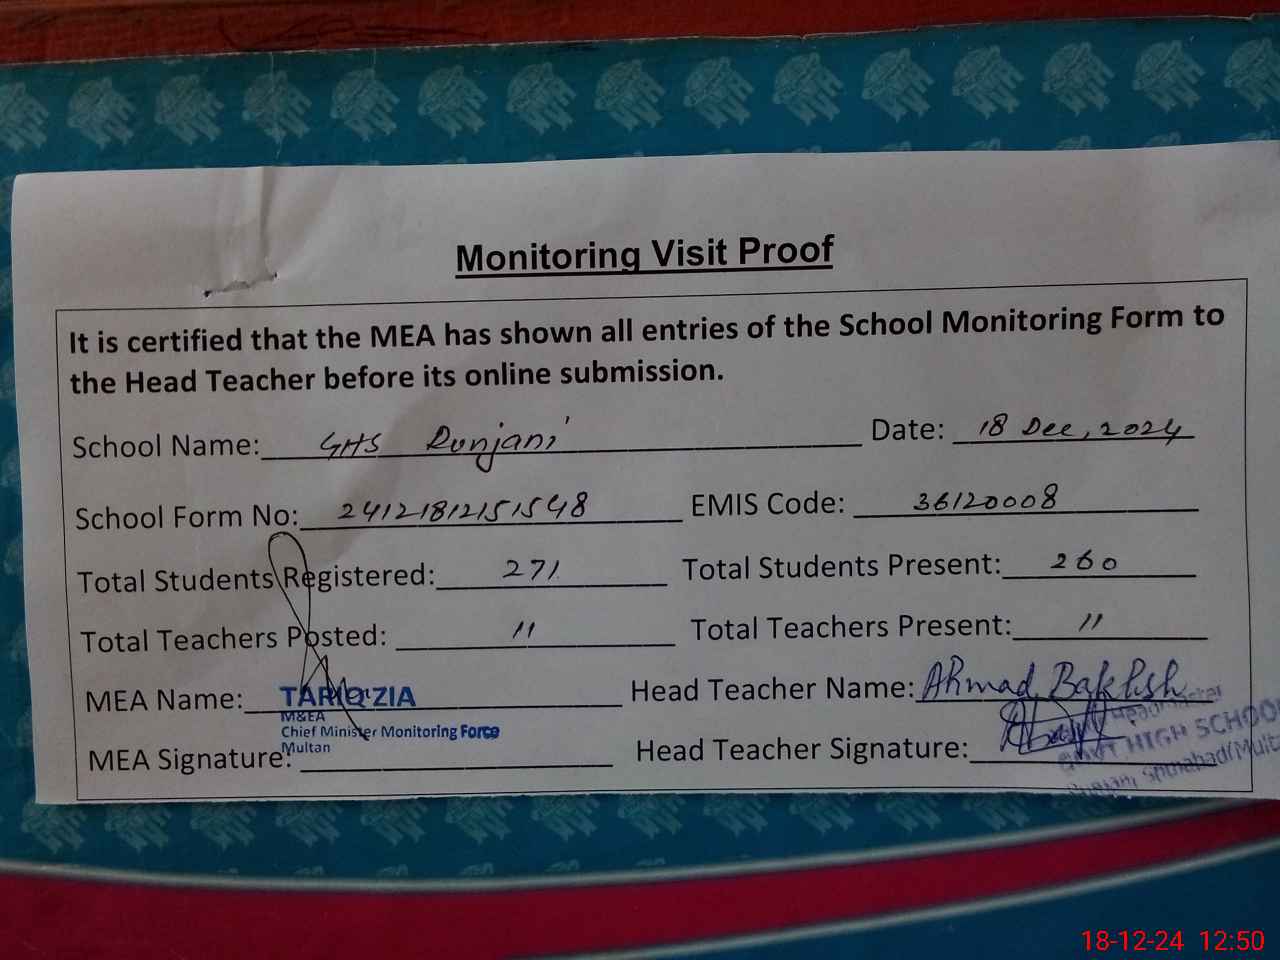 Monitoring Visit Proof
It is certified that the MEA has shown all entries of the School Monitoring Form to
the Head Teacher before its online submission.
School Name: GHS Runjani Date: 18 Dec, 2024
School Form No: 24121812151548 EMIS Code: 36120008
Total Students Registered: 271 Total Students Present: 260
Total Teachers Posted: 11 Total Teachers Present: 11
MEA Name: TARIQ ZIA Head Teacher Name: Ahmad Bakhsh
M&EA
Chief Minister Monitoring Force
Multan
MEA Signature: Head Teacher Signature:
Headmaster
GOVT HIGH SCHOOL
18-12-24 12:50